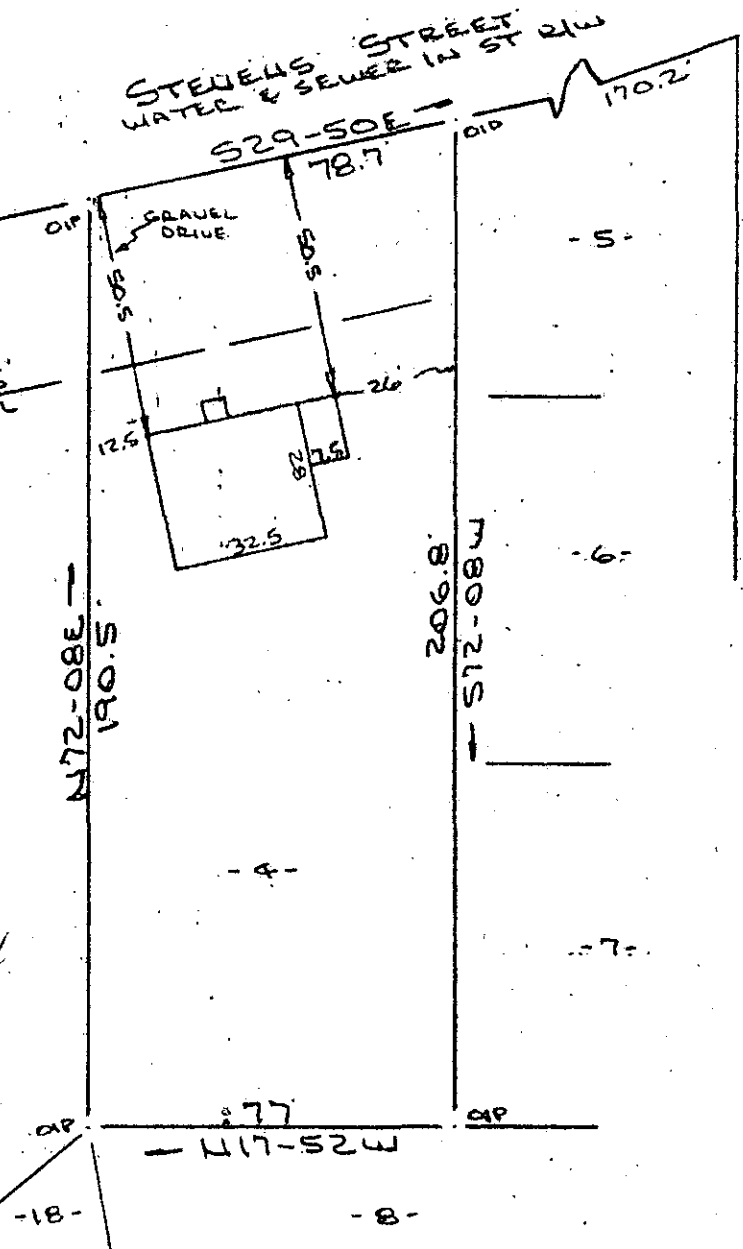 STEVENS STREET
WATER & SEWER IN ST R/W
S29-50E
78.7'
170.2'
OIP
OIP
GRAVEL
DRIVE
50.5
50.5
-5-
26'
12.5'
28'
7.5
32.5
-6-
N72-08E
190.5'
206.8'
S72-08W
-4-
-7-
OIP
77
OIP
N17-52W
-18-
-8-